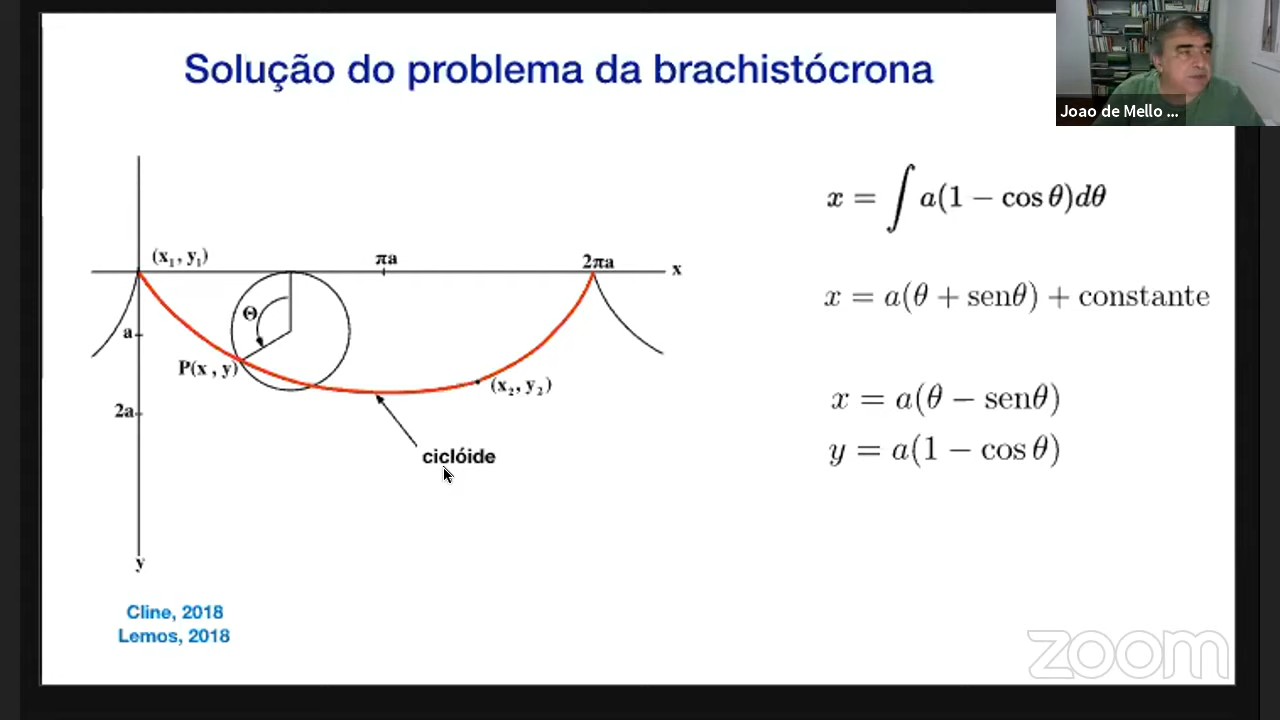 Solução do problema da brachistócrona
Joao de Mello ...
x = ∫ a(1 − cos θ)dθ
(x₁, y₁)
πa
2πa
x
x = a(θ + senθ) + constante
Θ
a
P(x , y)
(x₂, y₂)
2a
x = a(θ − senθ)
y = a(1 − cos θ)
ciclóide
y
Cline, 2018
Lemos, 2018
zoom